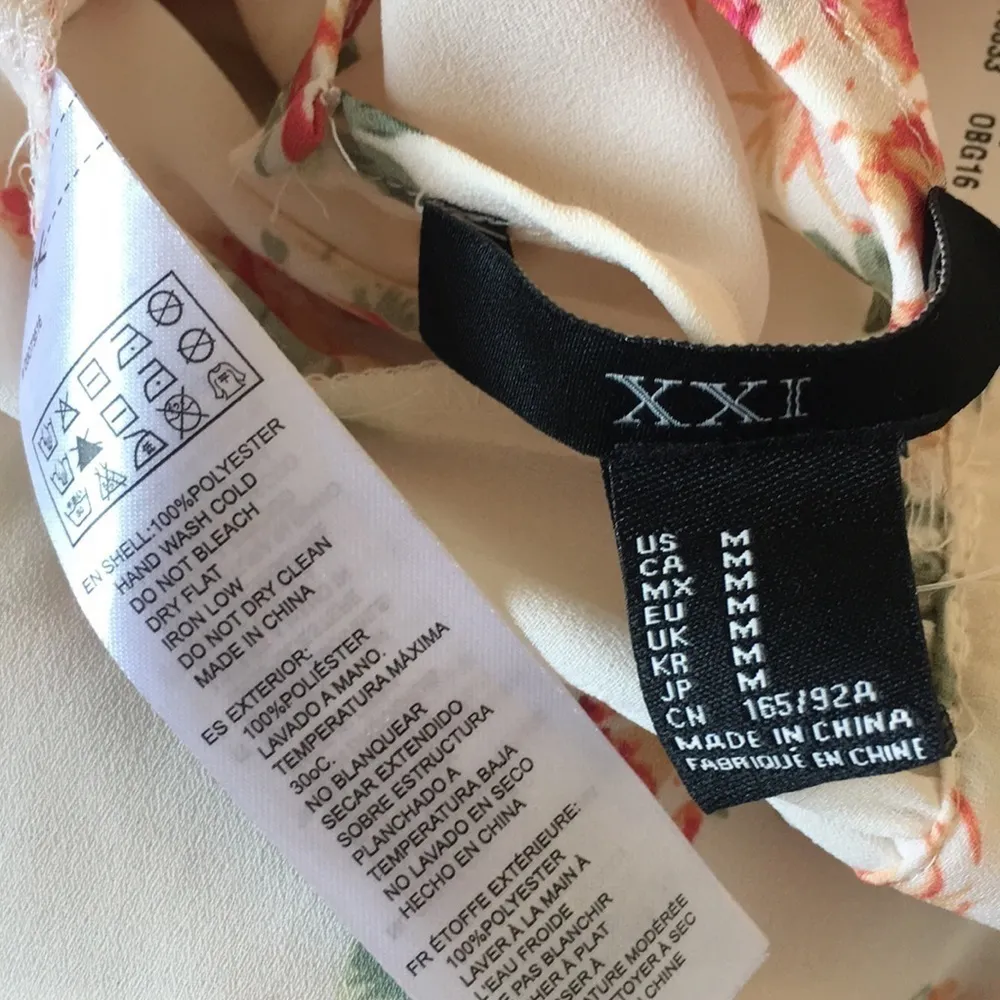 EN SHELL:100%POLYESTER
HAND WASH COLD
DO NOT BLEACH
DRY FLAT
IRON LOW
DO NOT DRY CLEAN
MADE IN CHINA
ES EXTERIOR:
100%POLIÉSTER
LAVADO A MANO.
TEMPERATURA MÁXIMA
30oC.
NO BLANQUEAR
SECAR EXTENDIDO
SOBRE ESTRUCTURA
PLANCHADO A
TEMPERATURA BAJA
NO LAVADO EN SECO
HECHO EN CHINA
FR ÉTOFFE EXTÉRIEURE:
100%POLYESTER
LAVER À LA MAIN À
L'EAU FROIDE
PAS BLANCHIR
À PLAT
MODÉRÉE
À SEC
CHINE
XXI
US M
CA M
MX M
EU M
UK M
KR M
JP M
CN 165/92A
MADE IN CHINA
FABRIQUÉ EN CHINE
OBG16